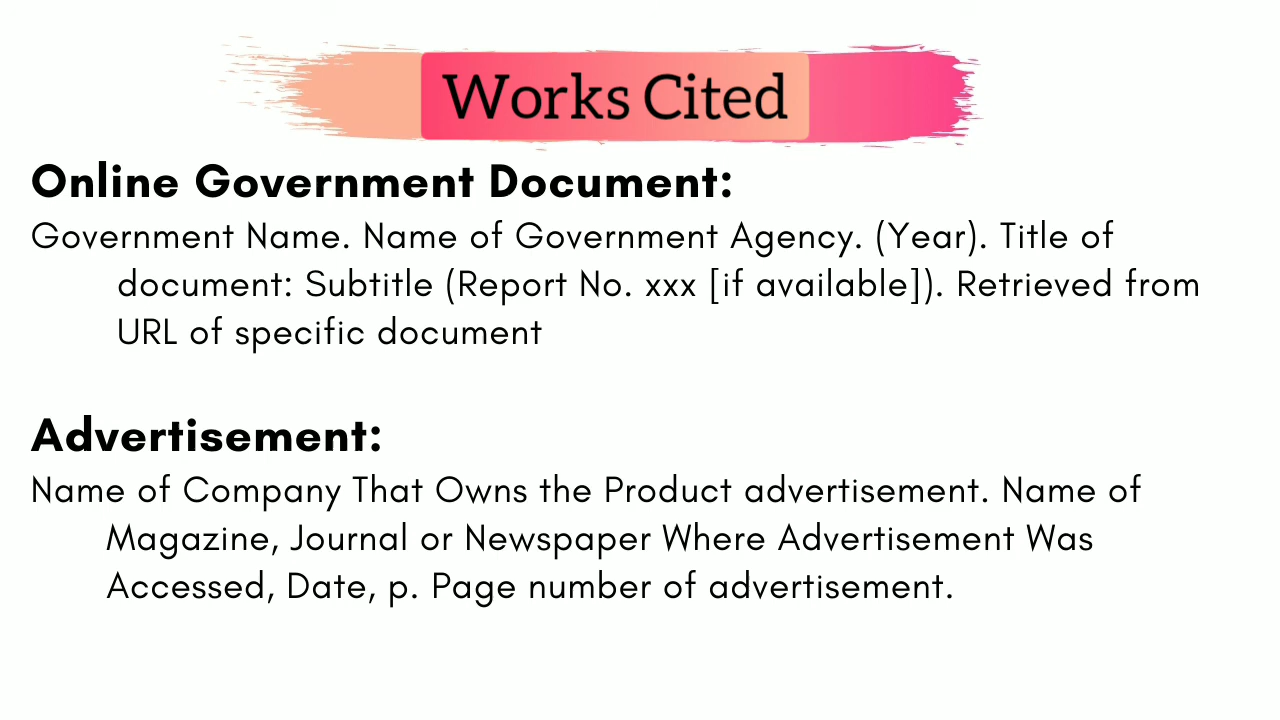 Works Cited
Online Government Document:
Government Name. Name of Government Agency. (Year). Title of
document: Subtitle (Report No. xxx [if available]). Retrieved from
URL of specific document
Advertisement:
Name of Company That Owns the Product advertisement. Name of
Magazine, Journal or Newspaper Where Advertisement Was
Accessed, Date, p. Page number of advertisement.